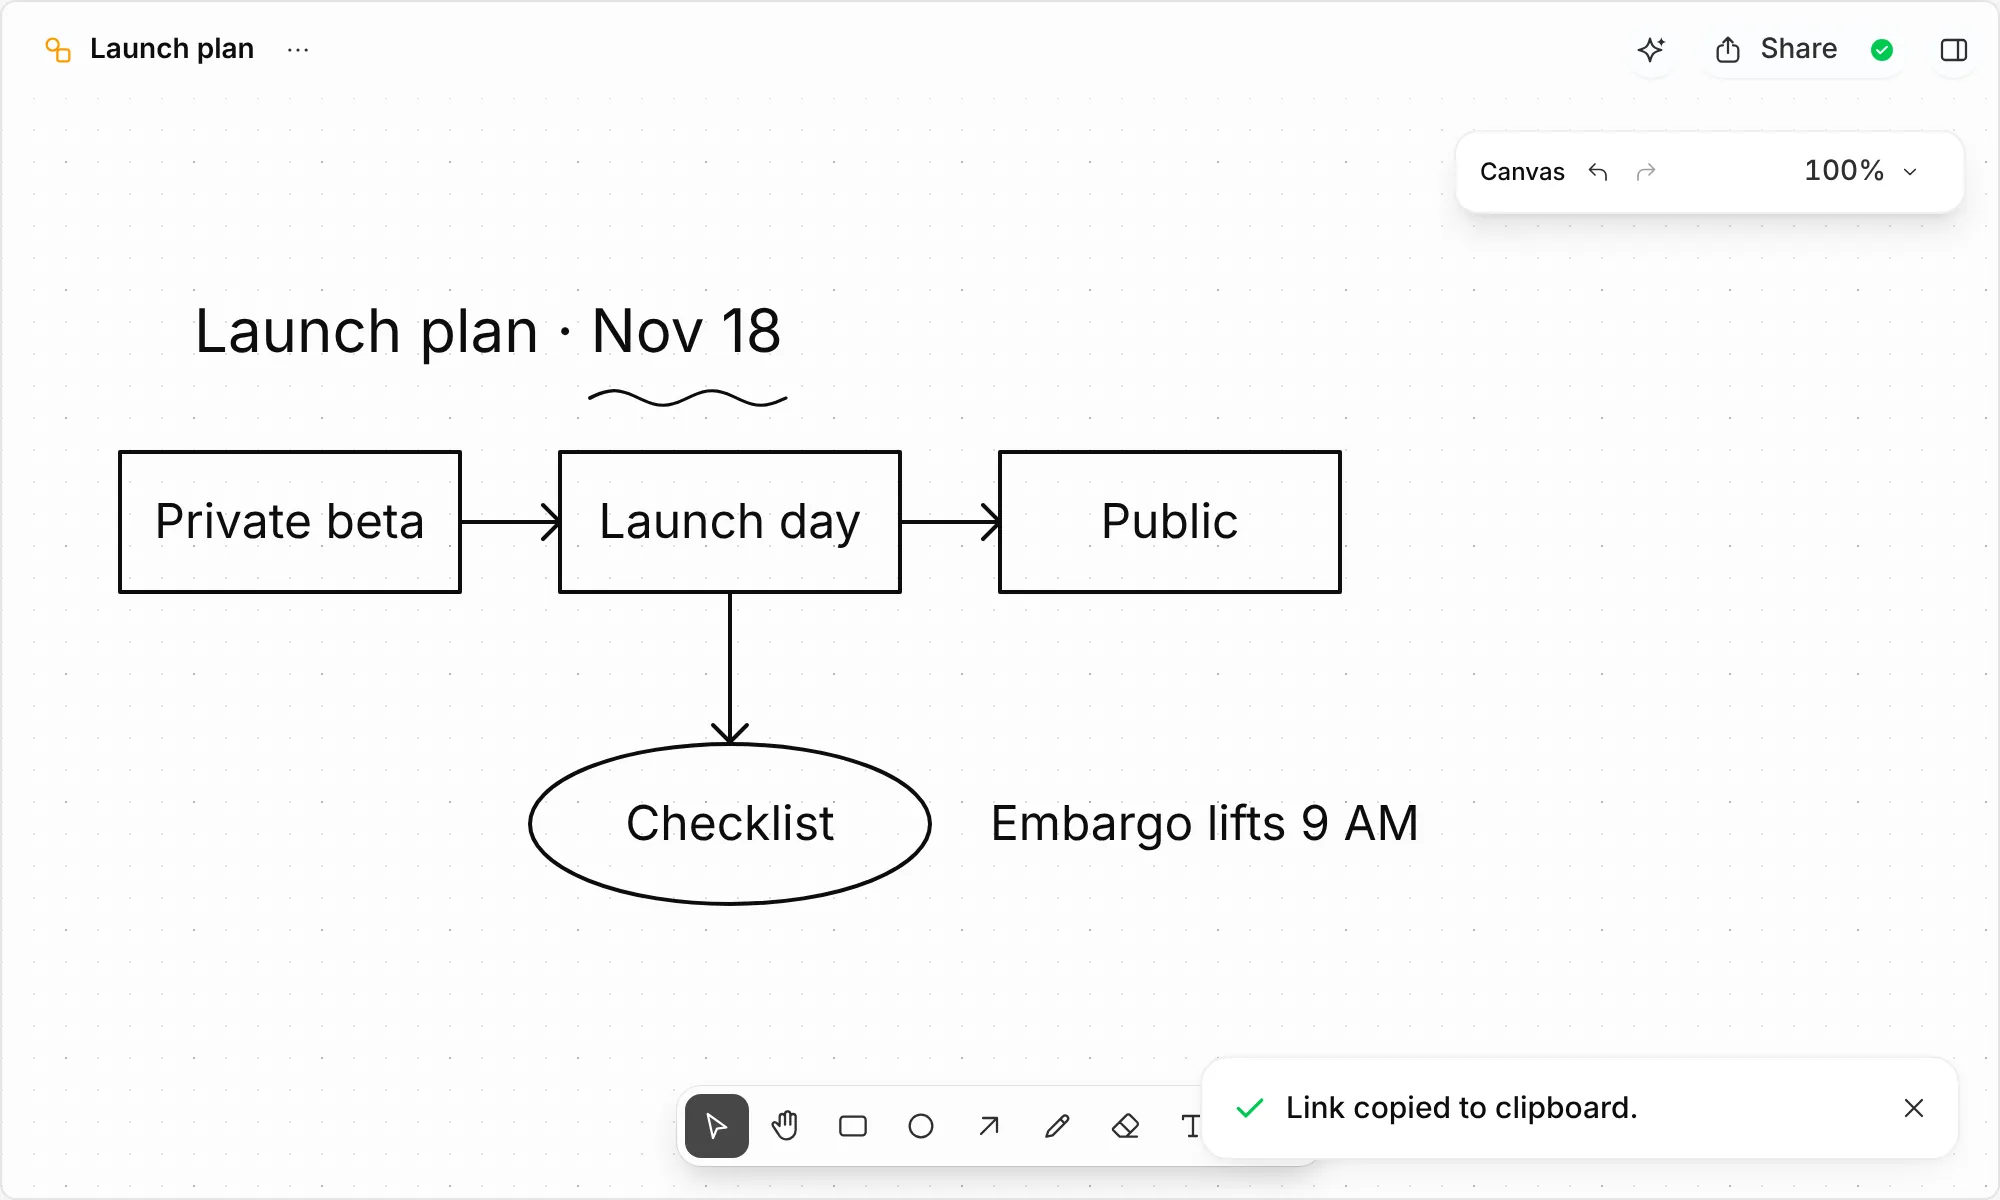 Launch plan
Share
Canvas
100%
Launch plan · Nov 18
Private beta
Launch day
Public
Checklist
Embargo lifts 9 AM
T
Link copied to clipboard.